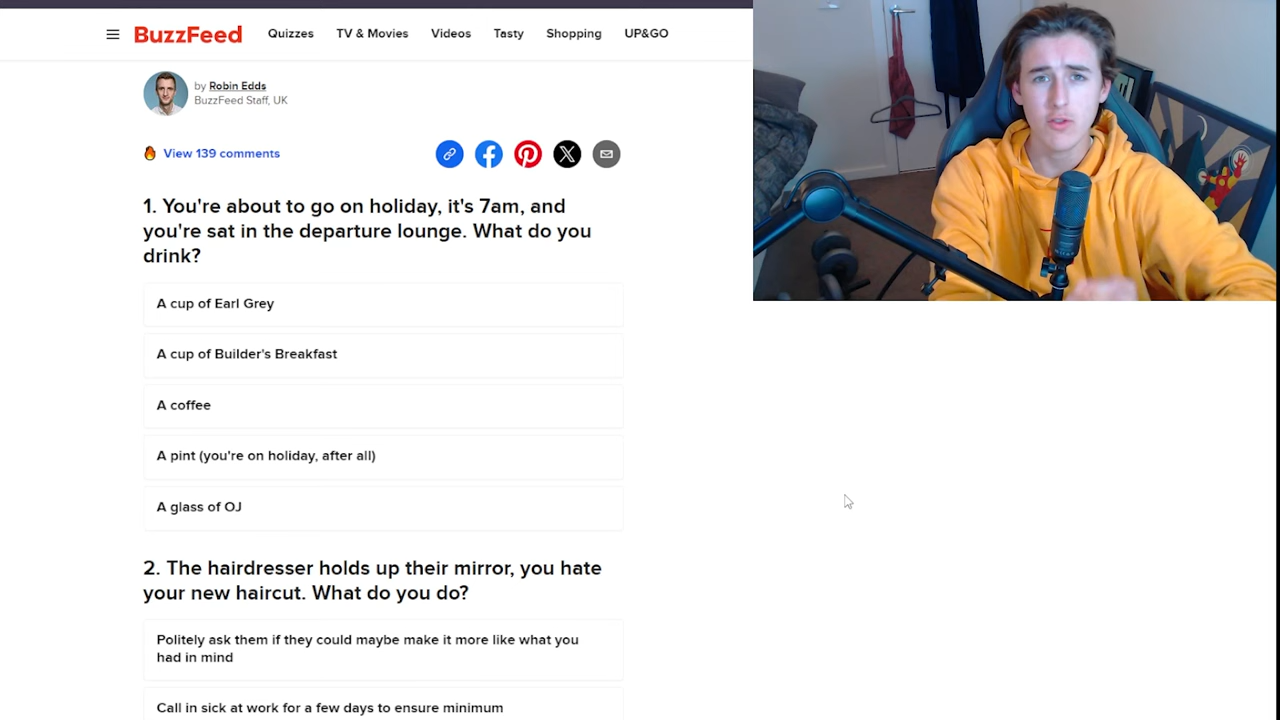 BuzzFeed
Quizzes
TV & Movies
Videos
Tasty
Shopping
UP&GO
by Robin Edds
BuzzFeed Staff, UK
View 139 comments
1. You're about to go on holiday, it's 7am, and
you're sat in the departure lounge. What do you
drink?
A cup of Earl Grey
A cup of Builder's Breakfast
A coffee
A pint (you're on holiday, after all)
A glass of OJ
2. The hairdresser holds up their mirror, you hate
your new haircut. What do you do?
Politely ask them if they could maybe make it more like what you
had in mind
Call in sick at work for a few days to ensure minimum